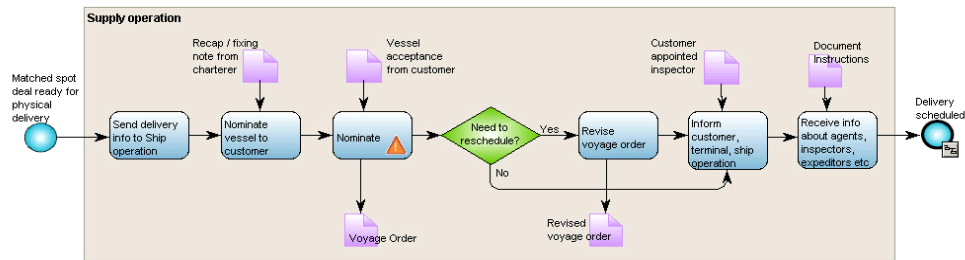 Supply operation
Recap / fixing
note from
charterer
Vessel
acceptance
from customer
Customer
appointed
inspector
Document
Instructions
Matched spot
deal ready for
physical
delivery
Delivery
scheduled
Send delivery
info to Ship
operation
Nominate
vessel to
customer
Nominate
Need to
reschedule?
Yes
No
Revise
voyage order
Inform
customer,
terminal, ship
operation
Receive info
about agents,
inspectors,
expeditors etc
Voyage Order
Revised
voyage order